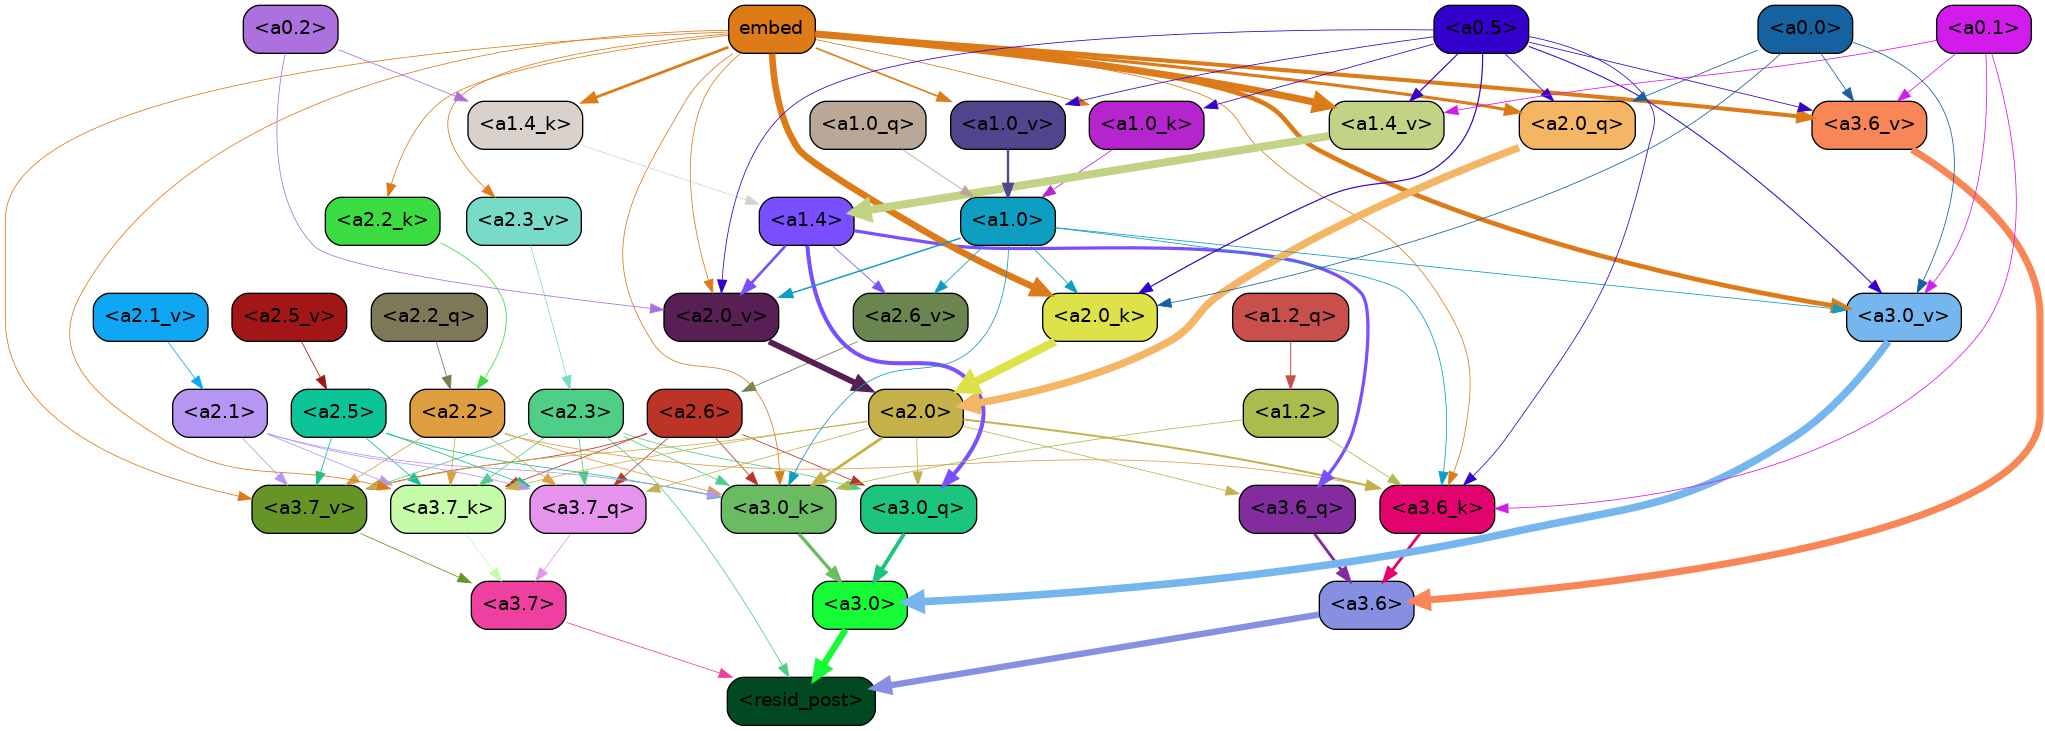 <a0.2> embed <a0.5> <a0.0> <a0.1>
<a1.4_k> <a1.0_q> <a1.0_v> <a1.0_k> <a1.4_v> <a2.0_q> <a3.6_v>
<a2.2_k> <a2.3_v> <a1.4> <a1.0>
<a2.1_v> <a2.5_v> <a2.2_q> <a2.0_v> <a2.6_v> <a2.0_k> <a1.2_q> <a3.0_v>
<a2.1> <a2.5> <a2.2> <a2.3> <a2.6> <a2.0> <a1.2>
<a3.7_v> <a3.7_k> <a3.7_q> <a3.0_k> <a3.0_q> <a3.6_q> <a3.6_k>
<a3.7> <a3.0> <a3.6>
<resid_post>